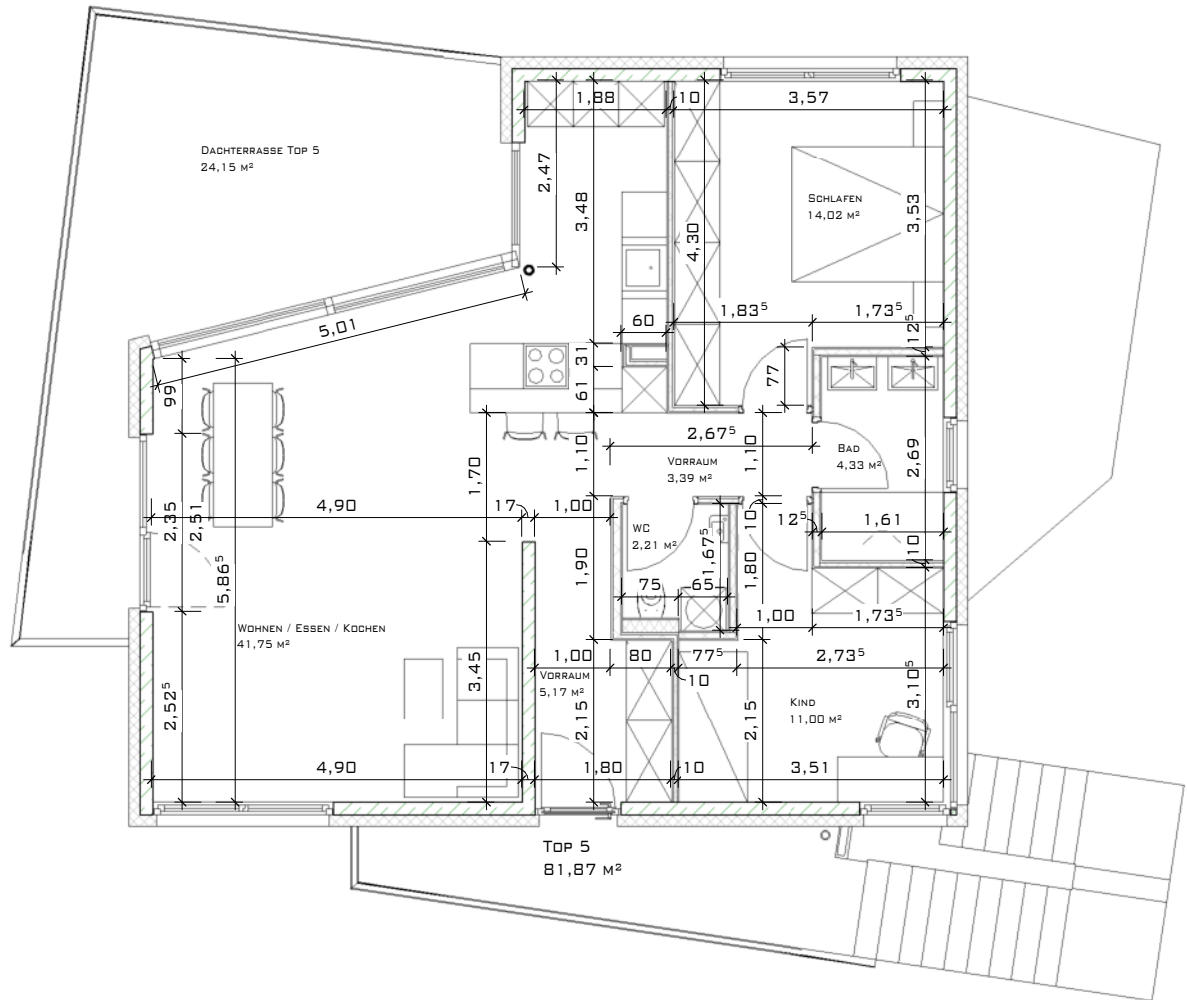 1,88
10
3,57
DACHTERRASSE TOP 5
24,15 M²
2,47
3,48
4,30
SCHLAFEN
14,02 M²
3,53
5,01
60
1,83⁵
1,73⁵
12⁵
31
61
77
99
1,70
1,10
2,67⁵
VORRAUM
3,39 M²
1,10
BAD
4,33 M²
2,69
4,90
17
1,00
2,35
2,51
5,86⁵
WC
2,21 M²
1,67⁵
10
12⁵
1,61
10
1,90
1,80
75
65
1,00
1,73⁵
WOHNEN / ESSEN / KOCHEN
41,75 M²
3,45
1,00
80
77⁵
2,73⁵
VORRAUM
5,17 M²
10
2,52⁵
2,15
2,15
KIND
11,00 M²
3,10⁵
4,90
17
1,80
10
3,51
TOP 5
81,87 M²